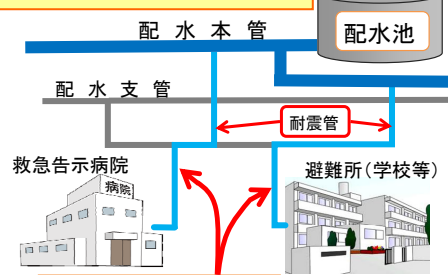 配水本管
配水池
配水支管
耐震管
救急告示病院
避難所(学校等)
病院